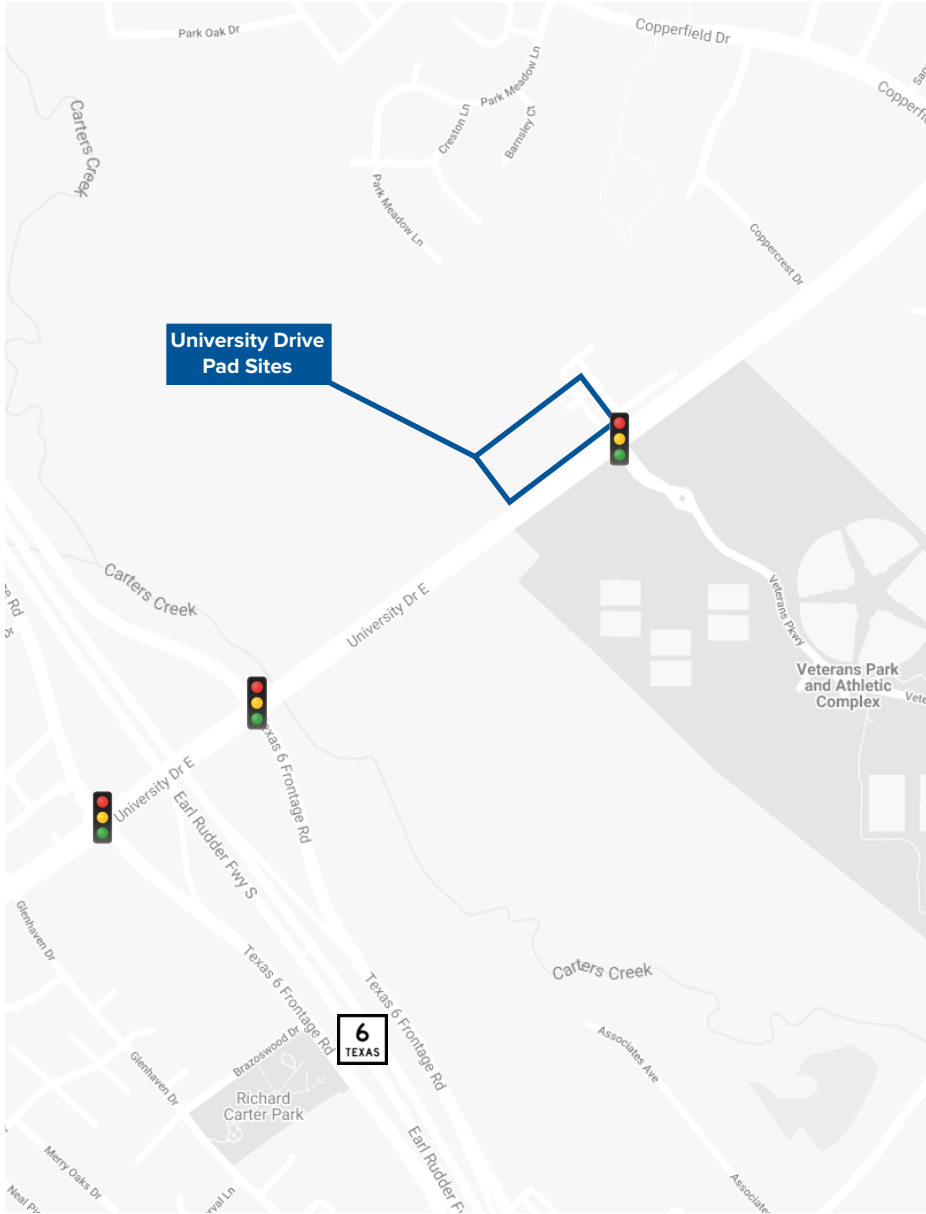 Park Oak Dr
Copperfield Dr
Park Meadow Ln
Creston Ln
Barnsley Ct
Carters Creek
Park Meadow Ln
Coppercrest Dr
University Drive
Pad Sites
Carters Creek
University Dr E
Veterans Pkwy
Veterans Park
and Athletic
Complex
University Dr E
Texas 6 Frontage Rd
Earl Rudder Fwy S
Glenhaven Dr
Texas 6 Frontage Rd
Texas 6 Frontage Rd
Carters Creek
6
TEXAS
Brazoswood Dr
Glenhaven Dr
Associates Ave
Richard
Carter Park
Earl Rudder F
Merry Oaks Dr
Associates